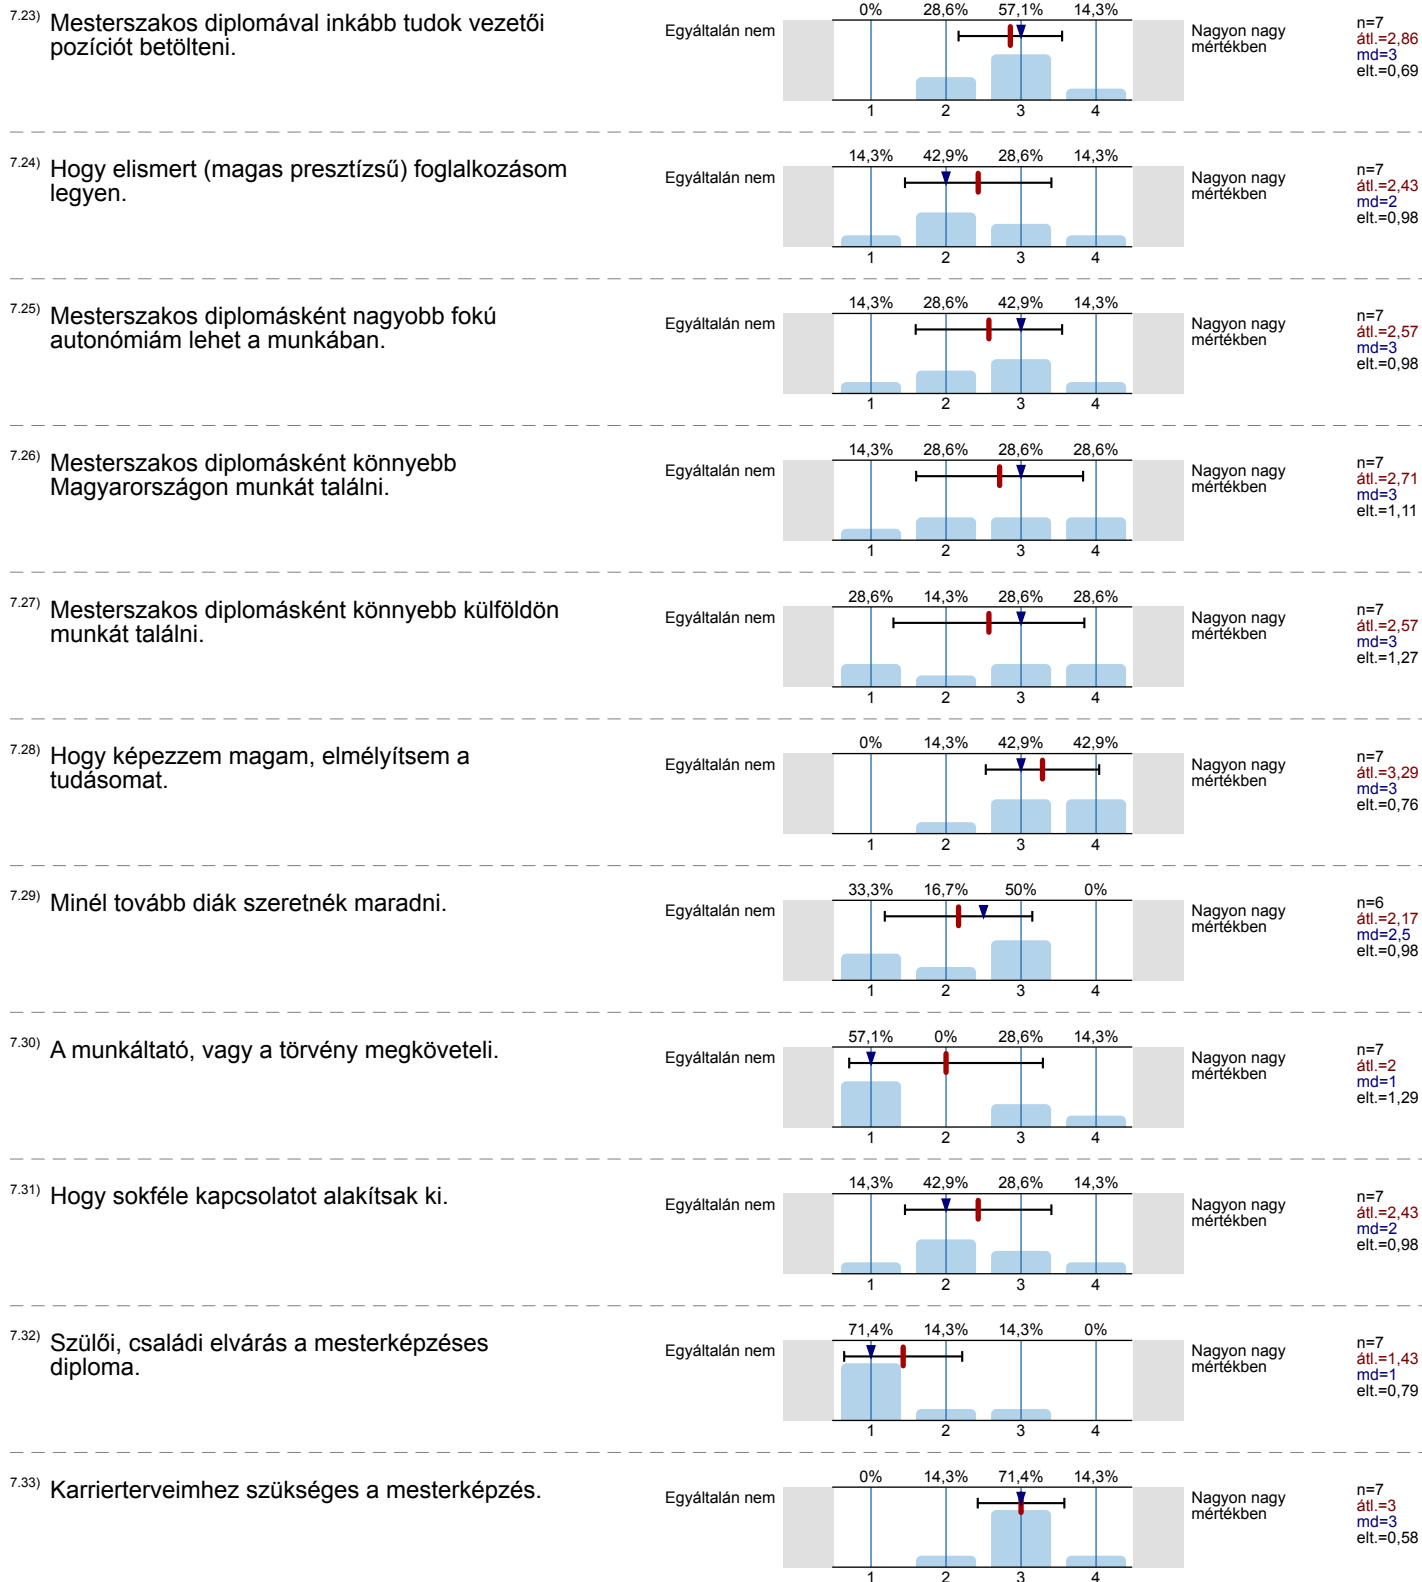 7.23) Mesterszakos diplomával inkább tudok vezetői
pozíciót betölteni.
Egyáltalán nem
0% 28,6% 57,1% 14,3%
1 2 3 4
Nagyon nagy
mértékben
n=7
átl.=2,86
md=3
elt.=0,69
7.24) Hogy elismert (magas presztízsű) foglalkozásom
legyen.
Egyáltalán nem
14,3% 42,9% 28,6% 14,3%
1 2 3 4
Nagyon nagy
mértékben
n=7
átl.=2,43
md=2
elt.=0,98
7.25) Mesterszakos diplomásként nagyobb fokú
autonómiám lehet a munkában.
Egyáltalán nem
14,3% 28,6% 42,9% 14,3%
1 2 3 4
Nagyon nagy
mértékben
n=7
átl.=2,57
md=3
elt.=0,98
7.26) Mesterszakos diplomásként könnyebb
Magyarországon munkát találni.
Egyáltalán nem
14,3% 28,6% 28,6% 28,6%
1 2 3 4
Nagyon nagy
mértékben
n=7
átl.=2,71
md=3
elt.=1,11
7.27) Mesterszakos diplomásként könnyebb külföldön
munkát találni.
Egyáltalán nem
28,6% 14,3% 28,6% 28,6%
1 2 3 4
Nagyon nagy
mértékben
n=7
átl.=2,57
md=3
elt.=1,27
7.28) Hogy képezzem magam, elmélyítsem a
tudásomat.
Egyáltalán nem
0% 14,3% 42,9% 42,9%
1 2 3 4
Nagyon nagy
mértékben
n=7
átl.=3,29
md=3
elt.=0,76
7.29) Minél tovább diák szeretnék maradni.
Egyáltalán nem
33,3% 16,7% 50% 0%
1 2 3 4
Nagyon nagy
mértékben
n=6
átl.=2,17
md=2,5
elt.=0,98
7.30) A munkáltató, vagy a törvény megköveteli.
Egyáltalán nem
57,1% 0% 28,6% 14,3%
1 2 3 4
Nagyon nagy
mértékben
n=7
átl.=2
md=1
elt.=1,29
7.31) Hogy sokféle kapcsolatot alakítsak ki.
Egyáltalán nem
14,3% 42,9% 28,6% 14,3%
1 2 3 4
Nagyon nagy
mértékben
n=7
átl.=2,43
md=2
elt.=0,98
7.32) Szülői, családi elvárás a mesterképzéses
diploma.
Egyáltalán nem
71,4% 14,3% 14,3% 0%
1 2 3 4
Nagyon nagy
mértékben
n=7
átl.=1,43
md=1
elt.=0,79
7.33) Karrierterveimhez szükséges a mesterképzés.
Egyáltalán nem
0% 14,3% 71,4% 14,3%
1 2 3 4
Nagyon nagy
mértékben
n=7
átl.=3
md=3
elt.=0,58